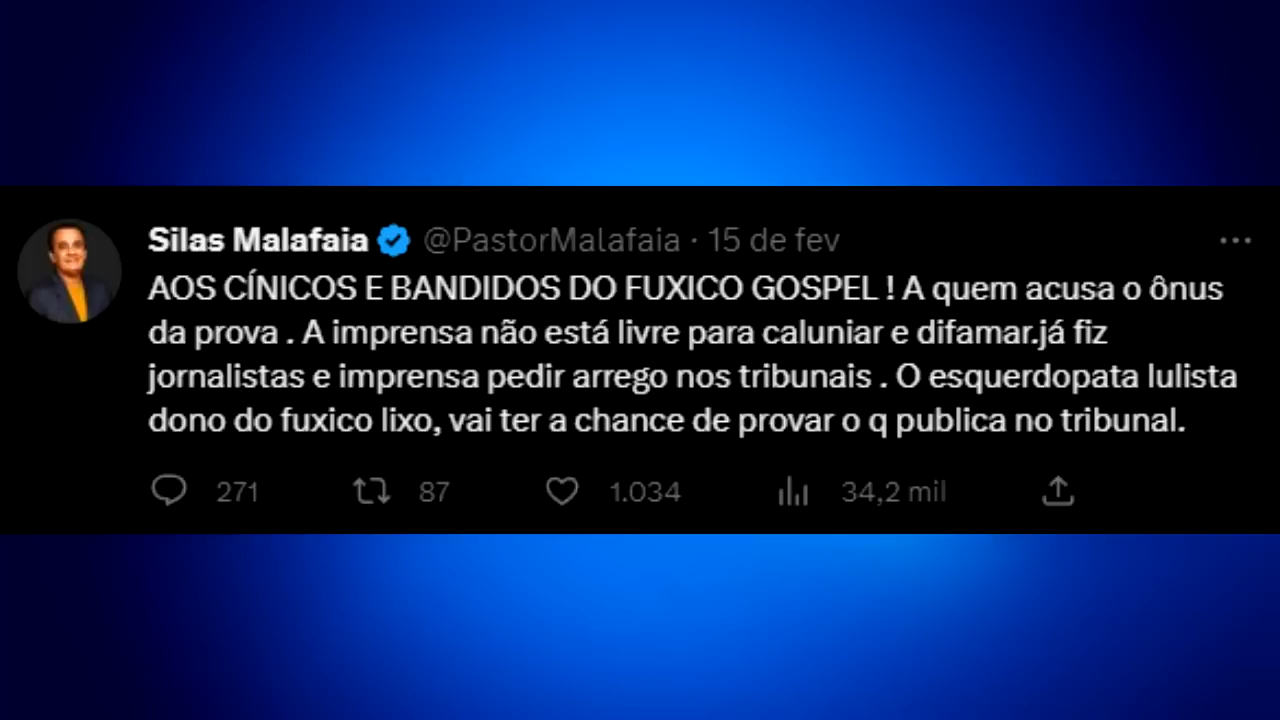 Silas Malafaia @PastorMalafaia · 15 de fev
AOS CÍNICOS E BANDIDOS DO FUXICO GOSPEL ! A quem acusa o ônus
da prova . A imprensa não está livre para caluniar e difamar.já fiz
jornalistas e imprensa pedir arrego nos tribunais . O esquerdopata lulista
dono do fuxico lixo, vai ter a chance de provar o q publica no tribunal.
271 87 1.034 34,2 mil